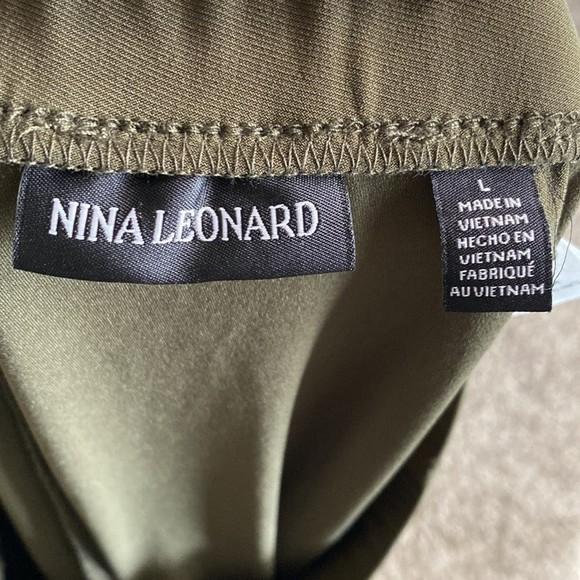 NINA LEONARD
L
MADE IN
VIETNAM
HECHO EN
VIETNAM
FABRIQUÉ
AU VIETNAM